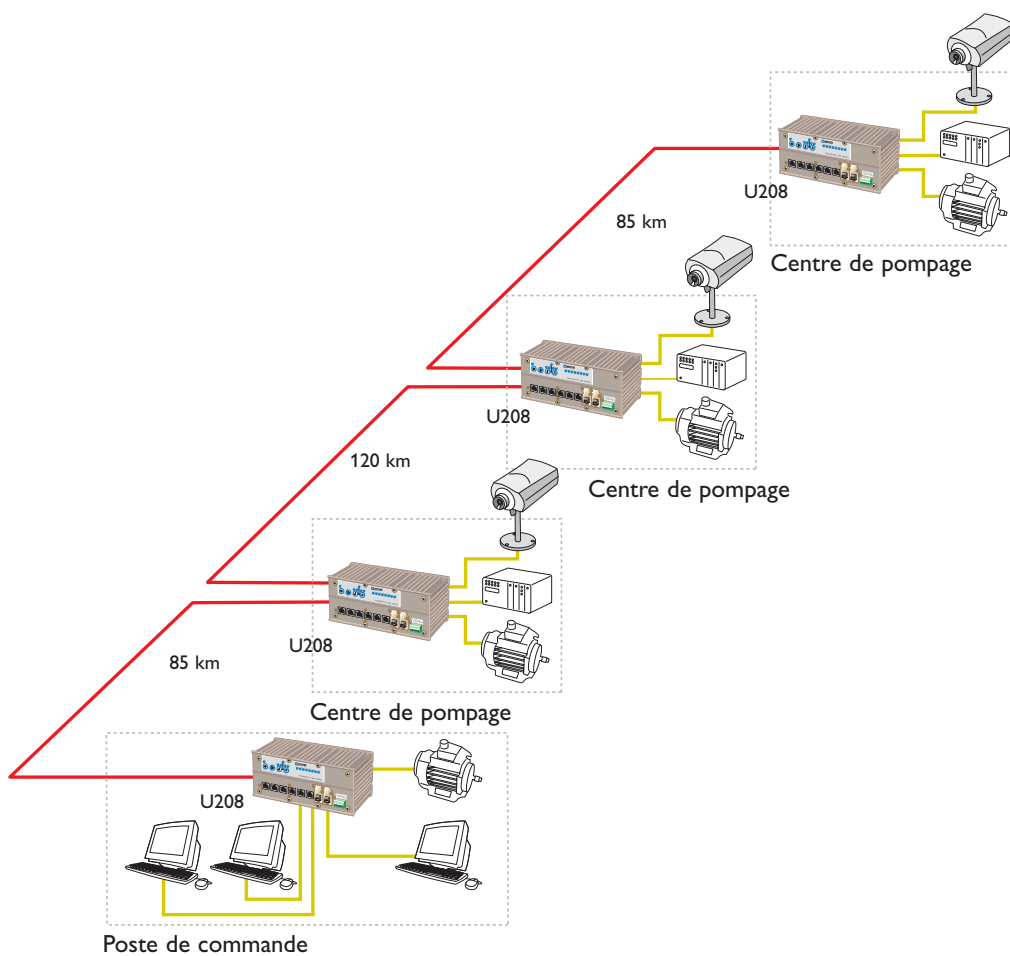 U208
85 km
Centre de pompage
U208
120 km
Centre de pompage
U208
85 km
Centre de pompage
U208
Poste de commande